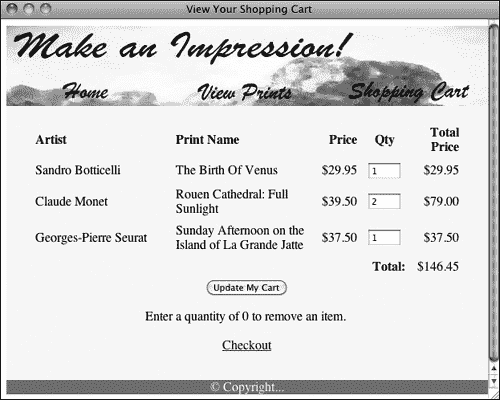 View Your Shopping Cart
Make an Impression!
Home View Prints Shopping Cart
Artist Print Name Price Qty Total Price
Sandro Botticelli The Birth Of Venus $29.95 1 $29.95
Claude Monet Rouen Cathedral: Full Sunlight $39.50 2 $79.00
Georges-Pierre Seurat Sunday Afternoon on the Island of La Grande Jatte $37.50 1 $37.50
Total: $146.45
Update My Cart
Enter a quantity of 0 to remove an item.
Checkout
© Copyright...